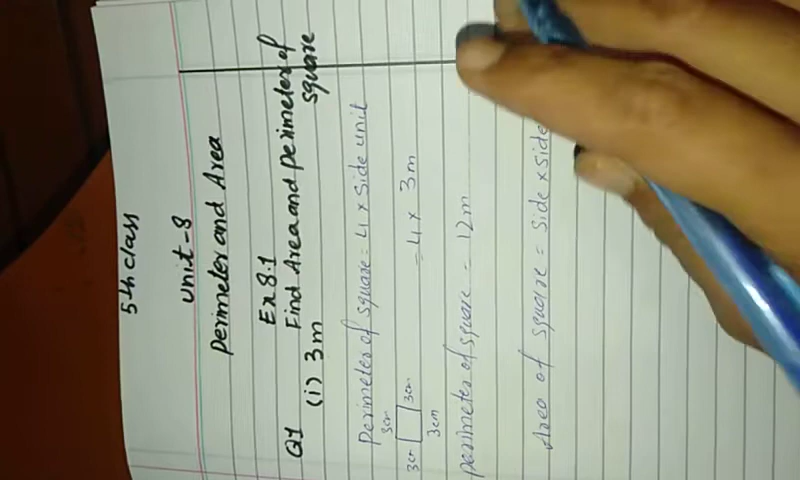 5th class
Unit-8
Perimeter and Area
Ex 8.1
Q1 Find Area and Perimeter of
square
(i) 3m
Perimeter of square = 4 x side unit
3cm
3cm 3cm
3cm
= 4 x 3m
perimeter of square = 12m
Area of square = side x side